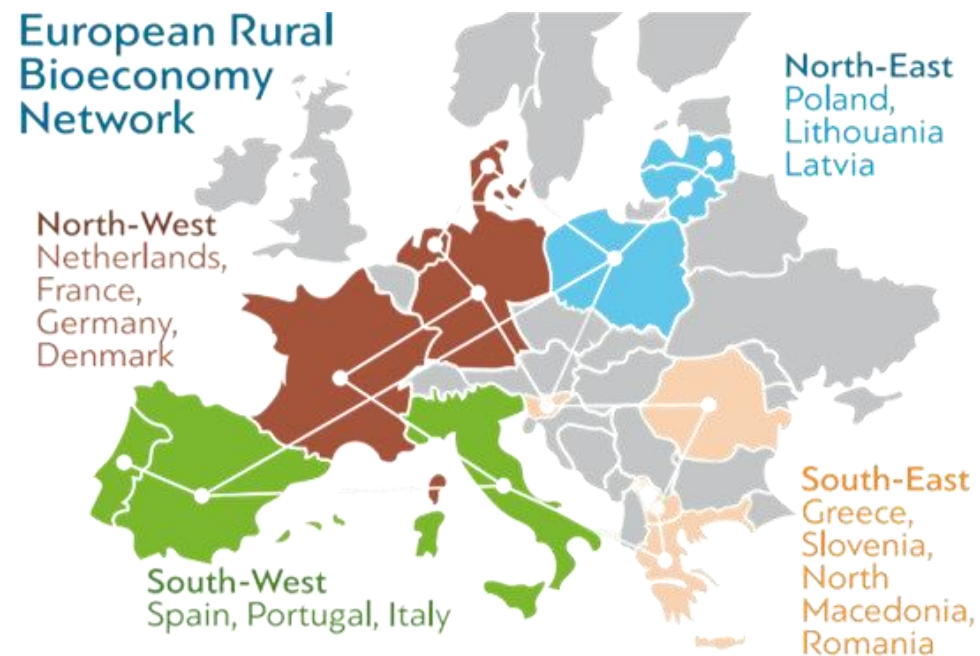 European Rural
Bioeconomy
Network
North-East
Poland,
Lithouania
Latvia
North-West
Netherlands,
France,
Germany,
Denmark
South-East
Greece,
Slovenia,
North
Macedonia,
Romania
South-West
Spain, Portugal, Italy